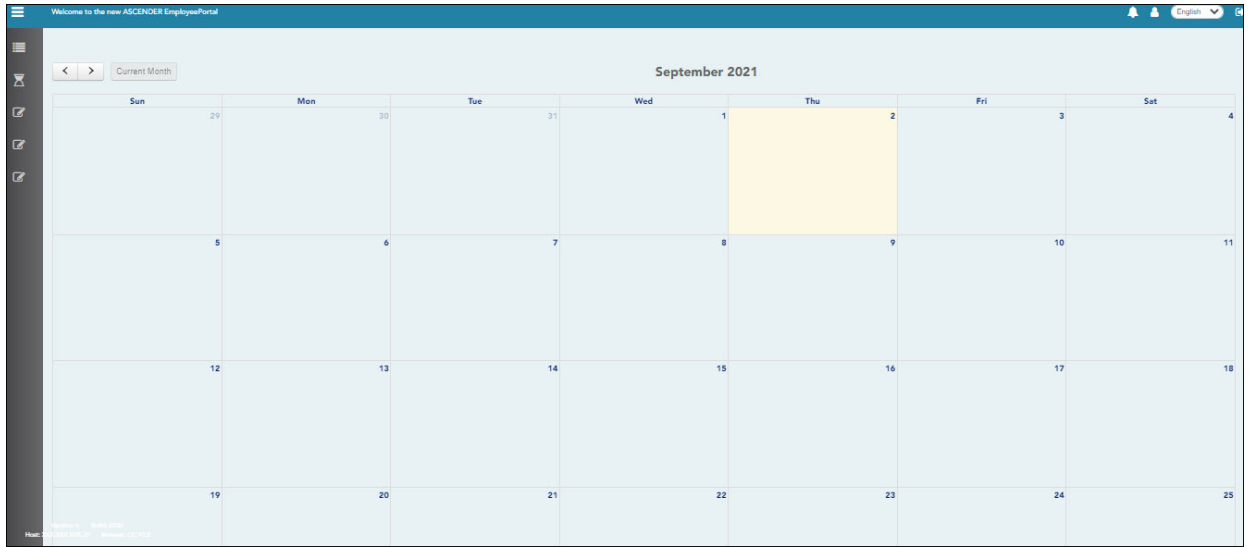 Welcome to the new ASCENDER EmployeePortal
English
Current Month
September 2021
Sun Mon Tue Wed Thu Fri Sat
29 30 31 1 2 3 4
5 6 7 8 9 10 11
12 13 14 15 16 17 18
19 20 21 22 23 24 25
Host: